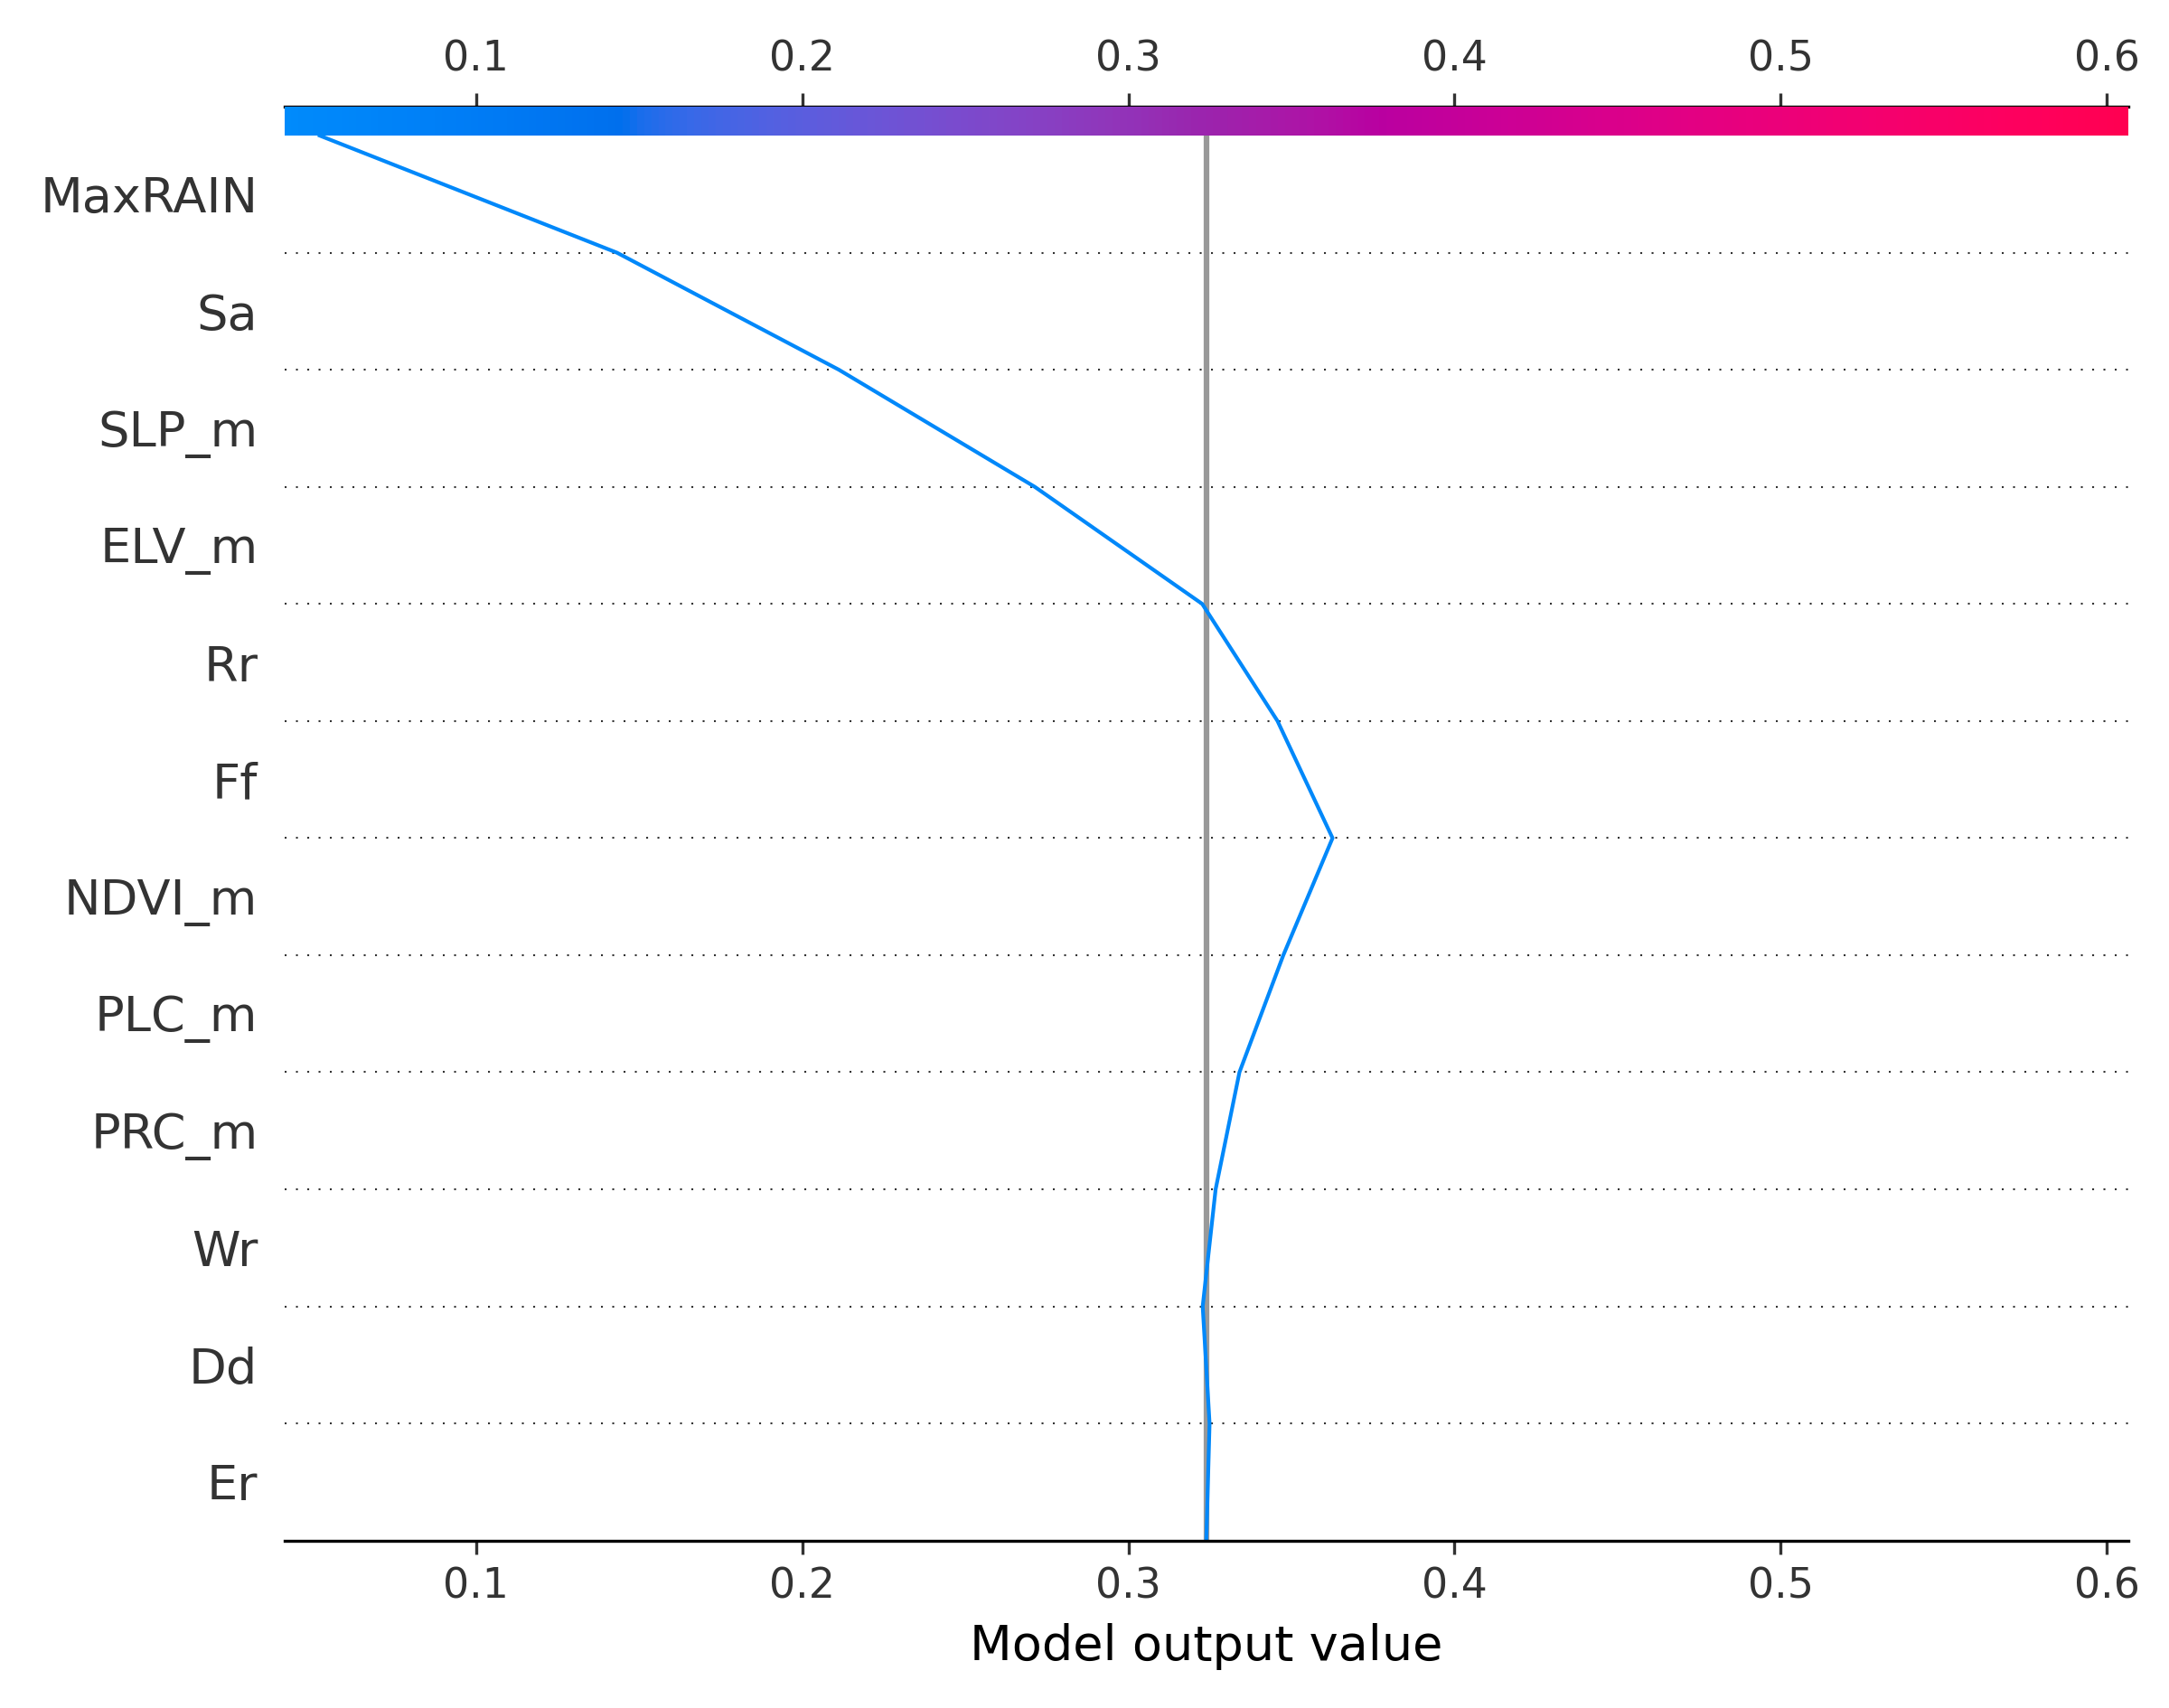 0.1 0.2 0.3 0.4 0.5 0.6
MaxRAIN
Sa
SLP_m
ELV_m
Rr
Ff
NDVI_m
PLC_m
PRC_m
Wr
Dd
Er
0.1 0.2 0.3 0.4 0.5 0.6
Model output value